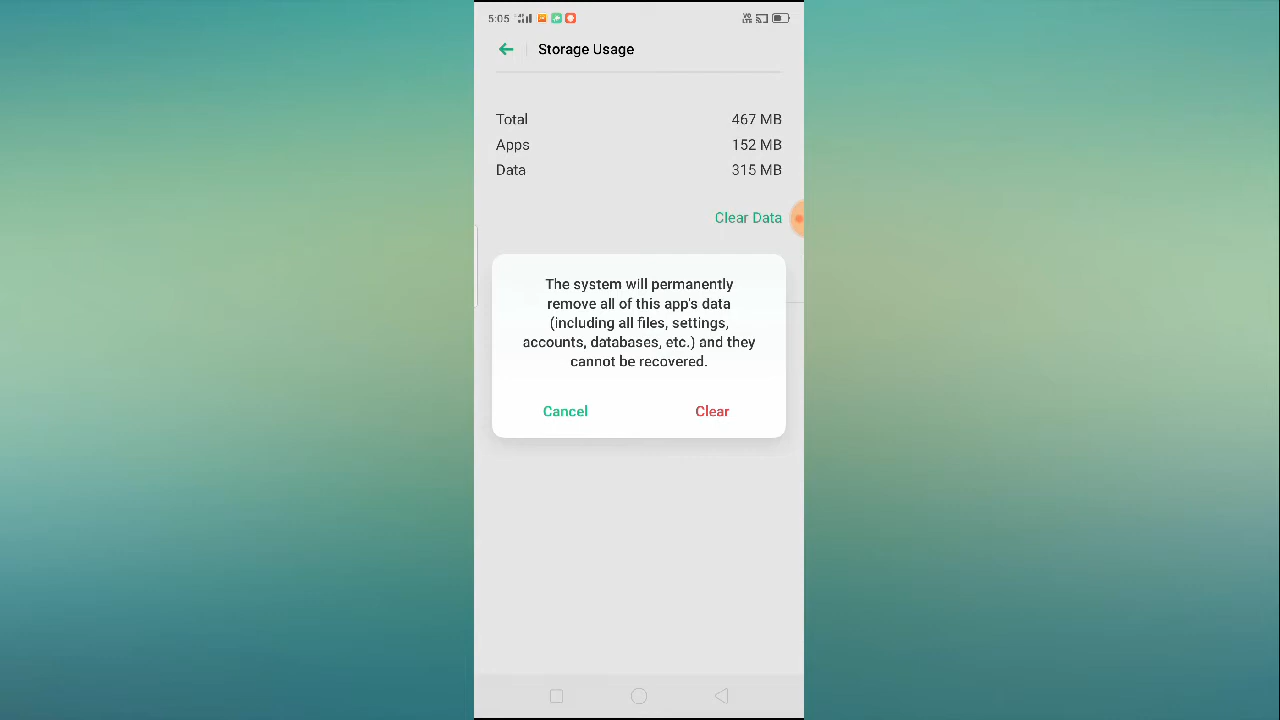 5:05
Storage Usage
Total 467 MB
Apps 152 MB
Data 315 MB
Clear Data
The system will permanently
remove all of this app's data
(including all files, settings,
accounts, databases, etc.) and they
cannot be recovered.
Cancel Clear